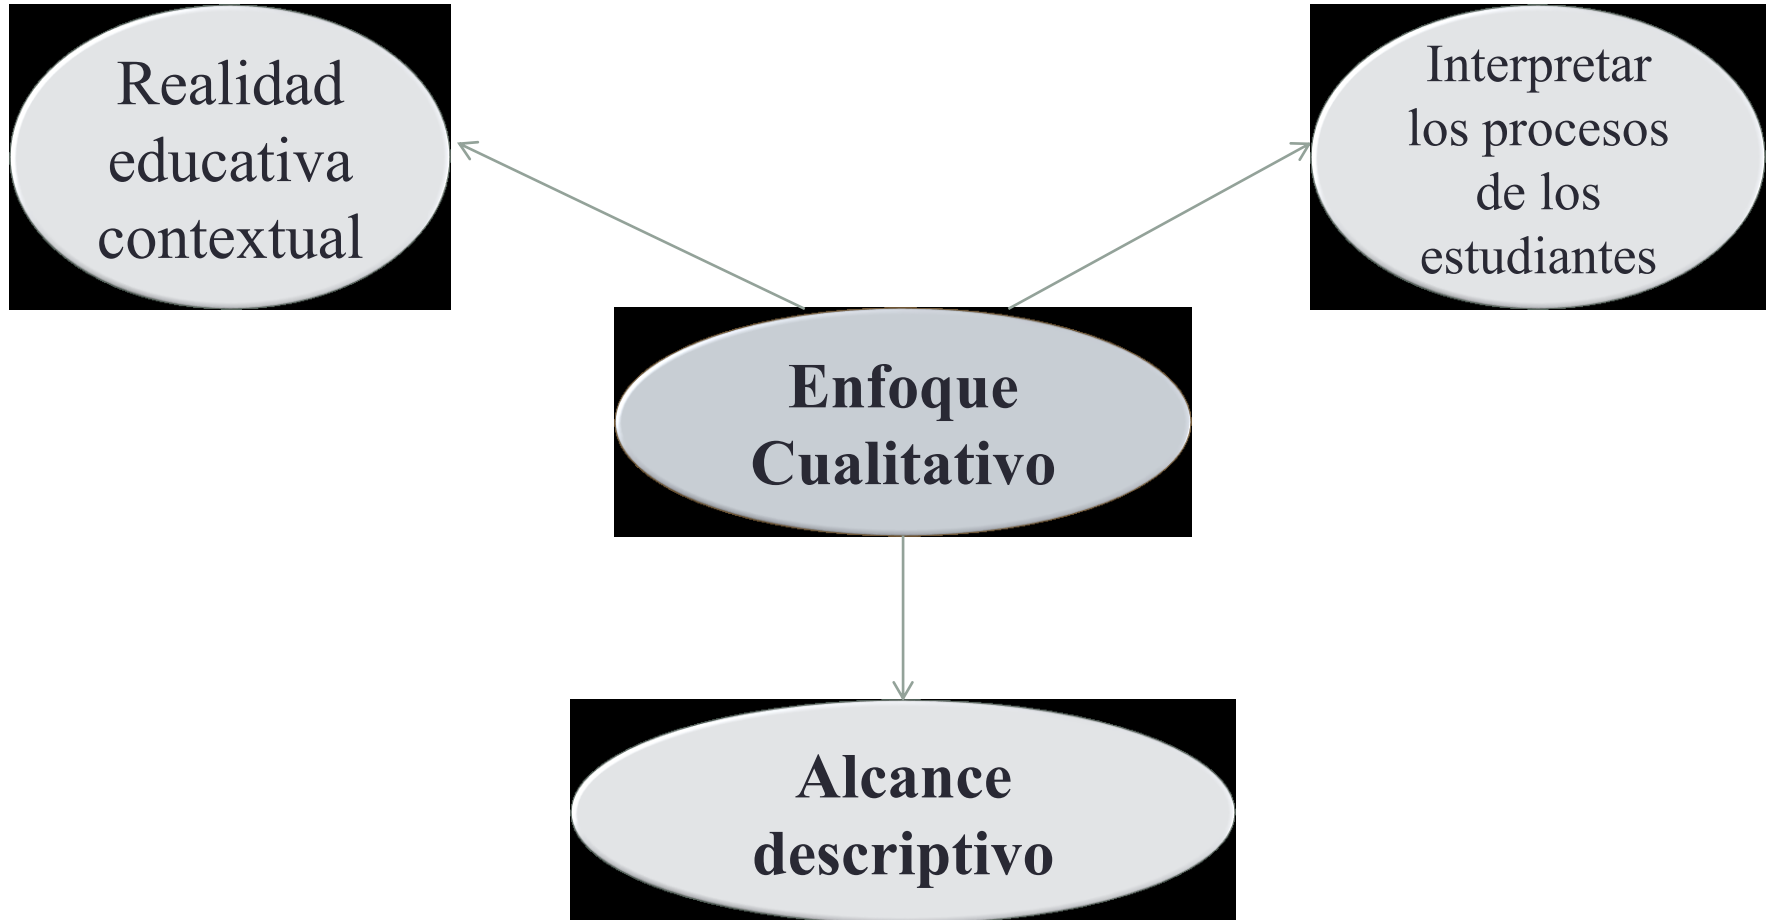 Realidad
educativa
contextual
Interpretar
los procesos
de los
estudiantes
Enfoque
Cualitativo
Alcance
descriptivo